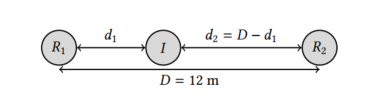 d₁ d₂ = D − d₁
R₁ I R₂
D = 12 m